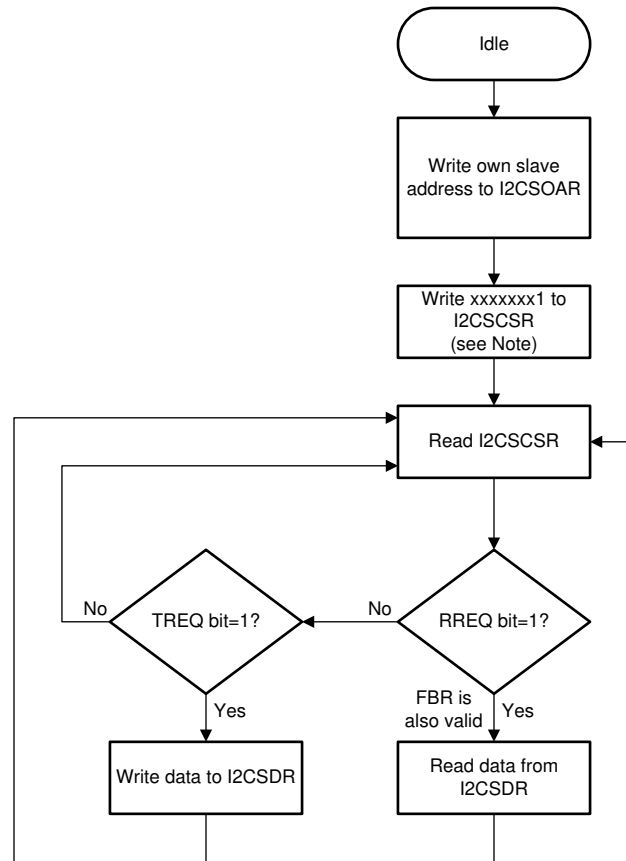 Idle
Write own slave
address to I2CSOAR
Write xxxxxxx1 to
I2CSCSR
(see Note)
Read I2CSCSR
No
TREQ bit=1?
No
RREQ bit=1?
Yes
FBR is
also valid
Yes
Write data to I2CSDR
Read data from
I2CSDR